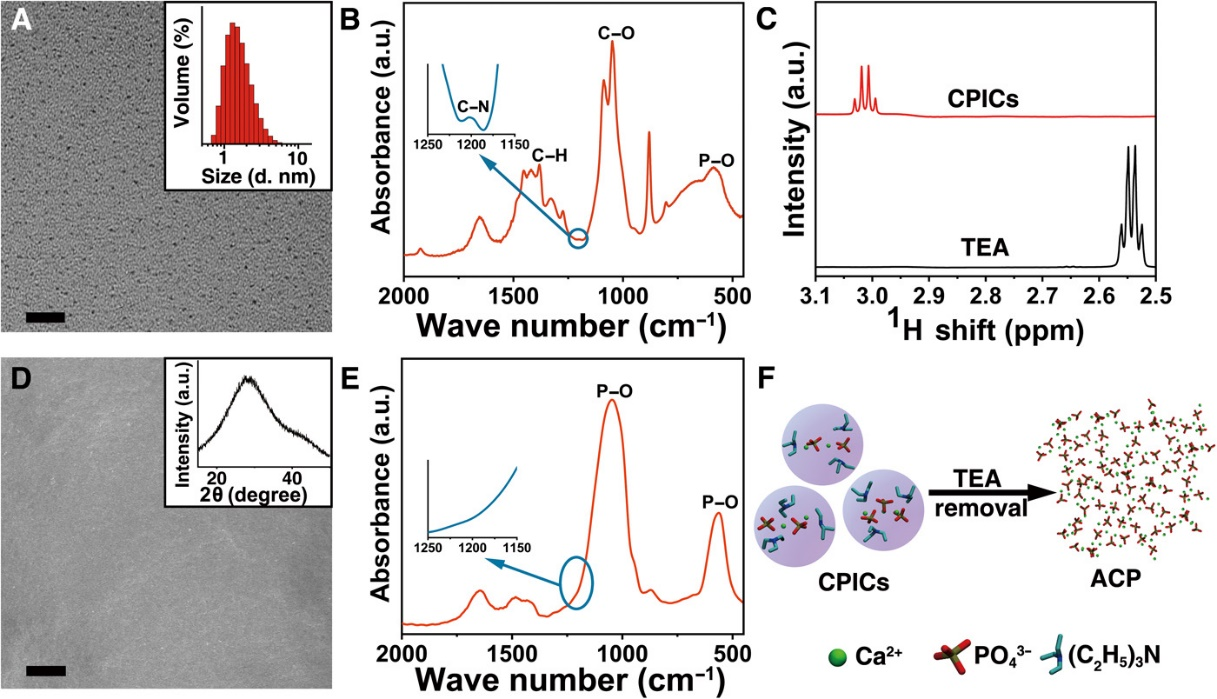 A
Volume (%)
1 10
Size (d. nm)
B
Absorbance (a.u.)
C–O
C–N
1250 1200 1150
C–H
P–O
2000 1500 1000 500
Wave number (cm⁻¹)
C
Intensity (a.u.)
CPICs
TEA
3.1 3.0 2.9 2.8 2.7 2.6 2.5
¹H shift (ppm)
D
Intensity (a.u.)
20 40
2θ (degree)
E
Absorbance (a.u.)
P–O
1250 1200 1150
P–O
2000 1500 1000 500
Wave number (cm⁻¹)
F
TEA
removal
CPICs
ACP
Ca²⁺ PO₄³⁻ (C₂H₅)₃N